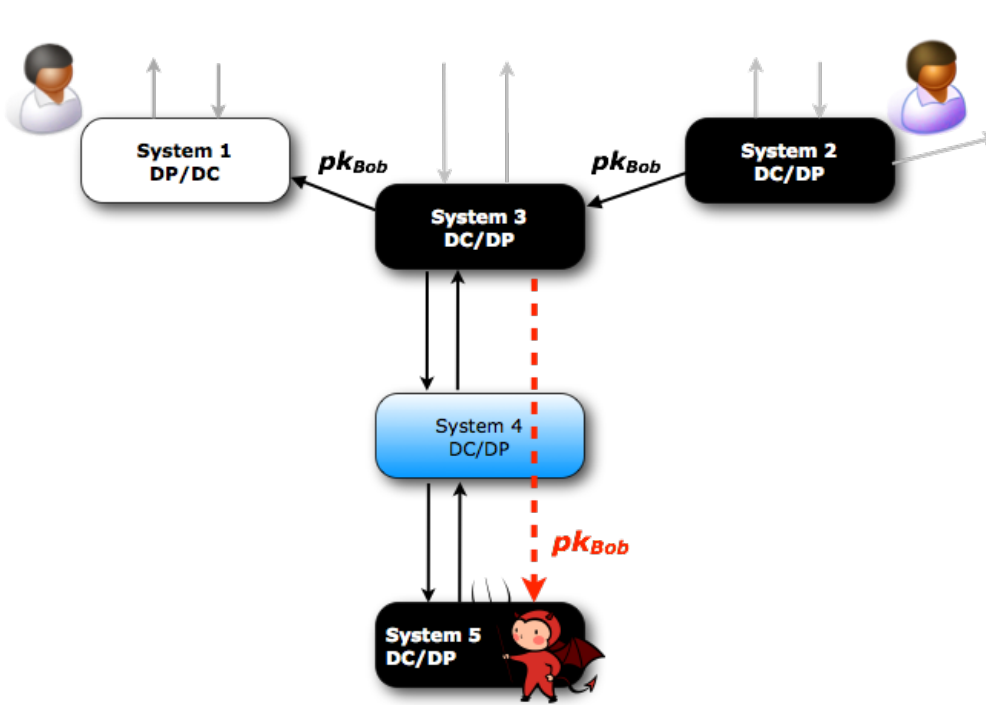 System 1
DP/DC
pkBob
pkBob
System 2
DC/DP
System 3
DC/DP
System 4
DC/DP
pkBob
System 5
DC/DP